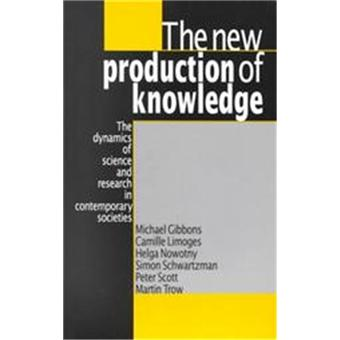 The new
production of
knowledge
The
dynamics
of
science
and
research
in
contemporary
societies
Michael Gibbons
Camille Limoges
Helga Nowotny
Simon Schwartzman
Peter Scott
Martin Trow